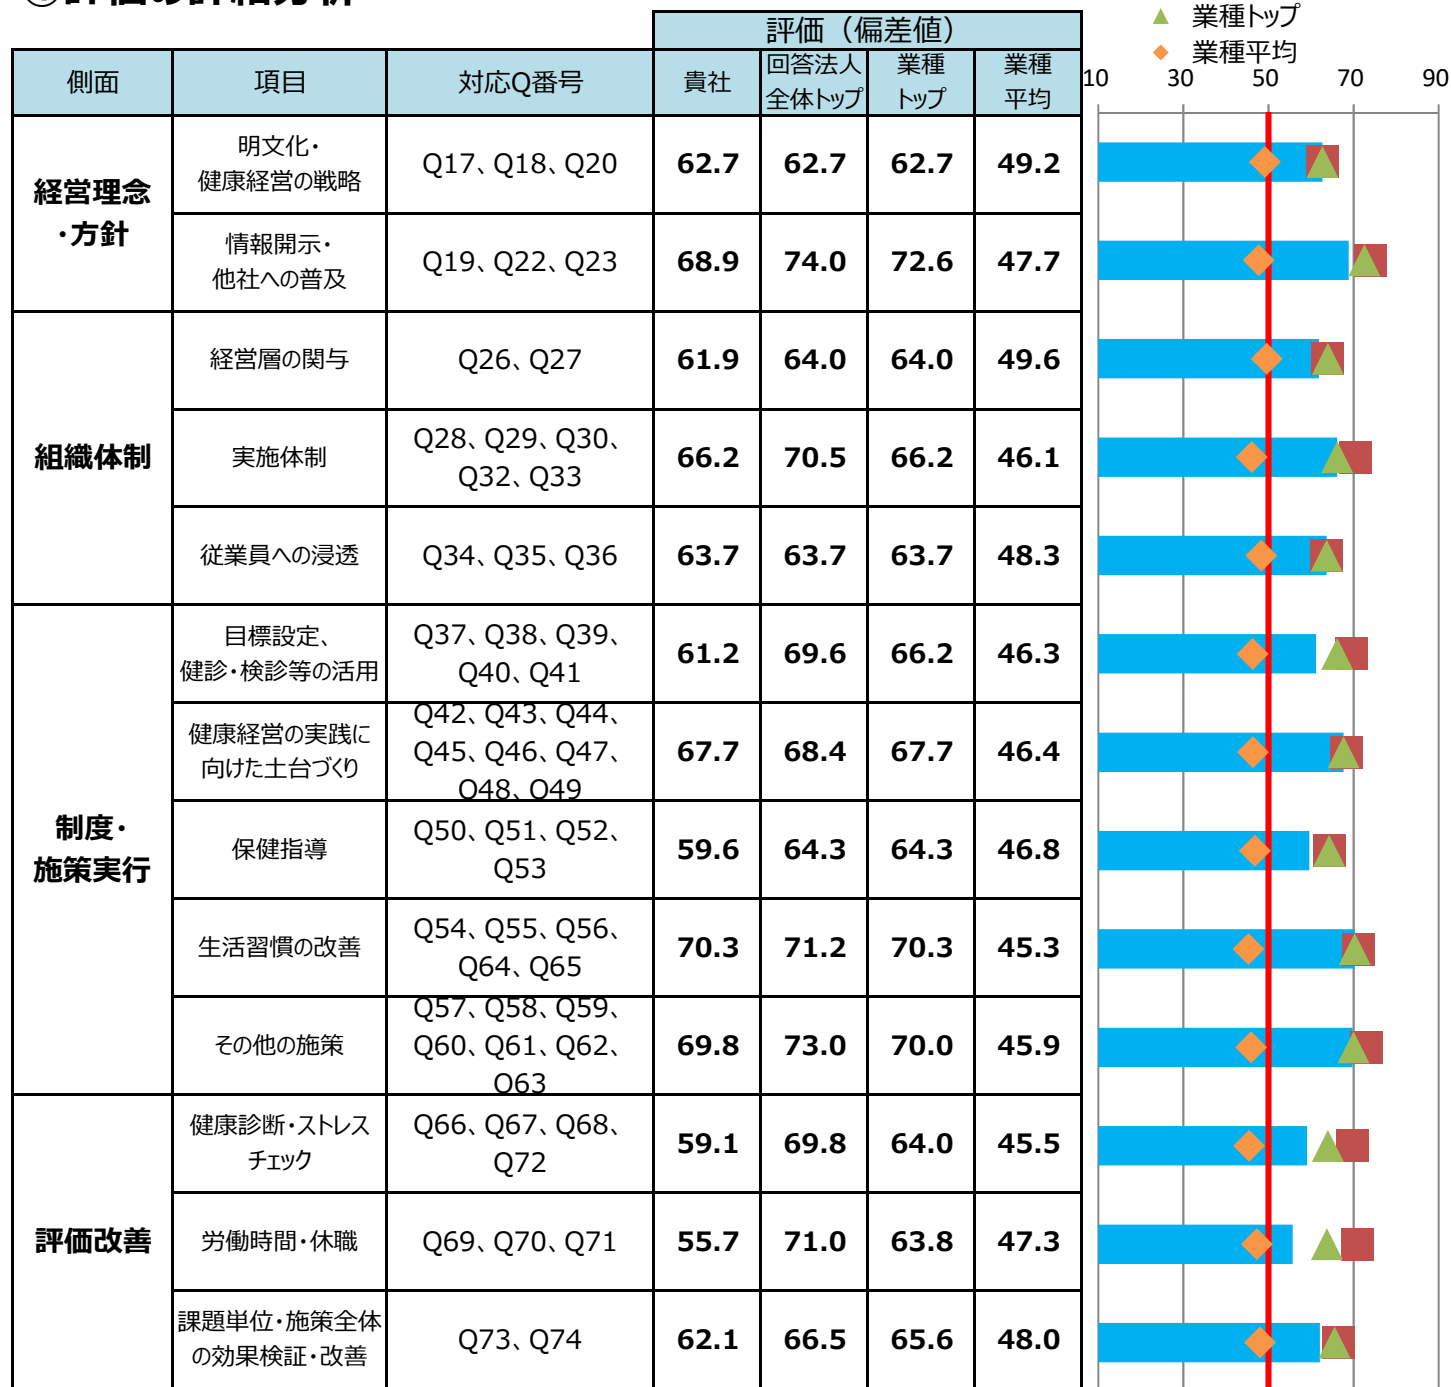 評価(偏差値)
▲ 業種トップ
◆ 業種平均
側面 項目 対応Q番号 貴社 回答法人 業種 業種
全体トップ トップ 平均
10 30 50 70 90
経営理念
・方針
明文化・
健康経営の戦略
Q17、Q18、Q20 62.7 62.7 62.7 49.2
情報開示・
他社への普及
Q19、Q22、Q23 68.9 74.0 72.6 47.7
組織体制
経営層の関与 Q26、Q27 61.9 64.0 64.0 49.6
実施体制
Q28、Q29、Q30、
Q32、Q33
66.2 70.5 66.2 46.1
従業員への浸透 Q34、Q35、Q36 63.7 63.7 63.7 48.3
制度・
施策実行
目標設定、
健診・検診等の活用
Q37、Q38、Q39、
Q40、Q41
61.2 69.6 66.2 46.3
健康経営の実践に
向けた土台づくり
Q42、Q43、Q44、
Q45、Q46、Q47、
Q48、Q49
67.7 68.4 67.7 46.4
保健指導
Q50、Q51、Q52、
Q53
59.6 64.3 64.3 46.8
生活習慣の改善
Q54、Q55、Q56、
Q64、Q65
70.3 71.2 70.3 45.3
その他の施策
Q57、Q58、Q59、
Q60、Q61、Q62、
Q63
69.8 73.0 70.0 45.9
評価改善
健康診断・ストレス
チェック
Q66、Q67、Q68、
Q72
59.1 69.8 64.0 45.5
労働時間・休職 Q69、Q70、Q71 55.7 71.0 63.8 47.3
課題単位・施策全体
の効果検証・改善
Q73、Q74 62.1 66.5 65.6 48.0